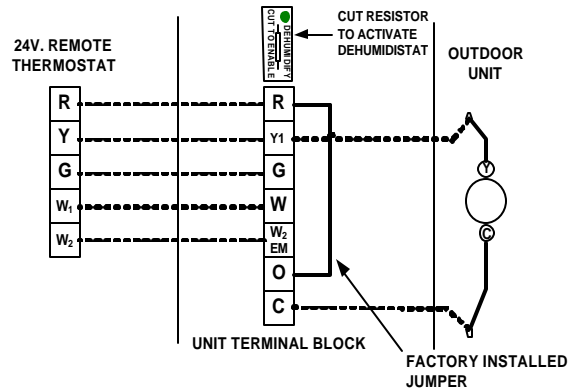 CUT TO ENABLE
DEHUMIDIFY
CUT RESISTOR
TO ACTIVATE
DEHUMIDISTAT
24V. REMOTE
THERMOSTAT
OUTDOOR
UNIT
R
Y
G
W1
W2
R
Y1
G
W
W2
EM
O
C
Y
C
UNIT TERMINAL BLOCK
FACTORY INSTALLED
JUMPER